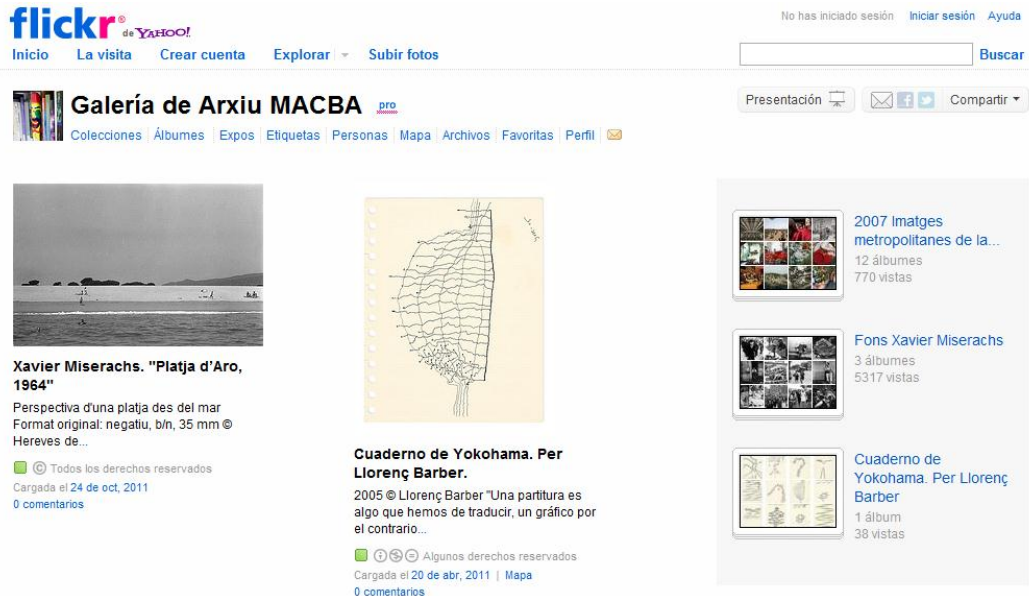 flickr® de YAHOO!
No has iniciado sesión Iniciar sesión Ayuda
Inicio La visita Crear cuenta Explorar Subir fotos
Buscar
Galería de Arxiu MACBA pro
Presentación Compartir
Colecciones Álbumes Expos Etiquetas Personas Mapa Archivos Favoritas Perfil
Xavier Miserachs. "Platja d'Aro,
1964"
Perspectiva d'una platja des del mar
Format original: negatiu, b/n, 35 mm ©
Hereves de...
© Todos los derechos reservados
Cargada el 24 de oct, 2011
0 comentarios
Cuaderno de Yokohama. Per
Llorenç Barber.
2005 © Llorenç Barber "Una partitura es
algo que hemos de traducir, un gráfico por
el contrario...
Algunos derechos reservados
Cargada el 20 de abr, 2011 | Mapa
0 comentarios
2007 Imatges
metropolitanes de la...
12 álbumes
770 vistas
Fons Xavier Miserachs
3 álbumes
5317 vistas
Cuaderno de
Yokohama. Per Llorenç
Barber
1 álbum
38 vistas